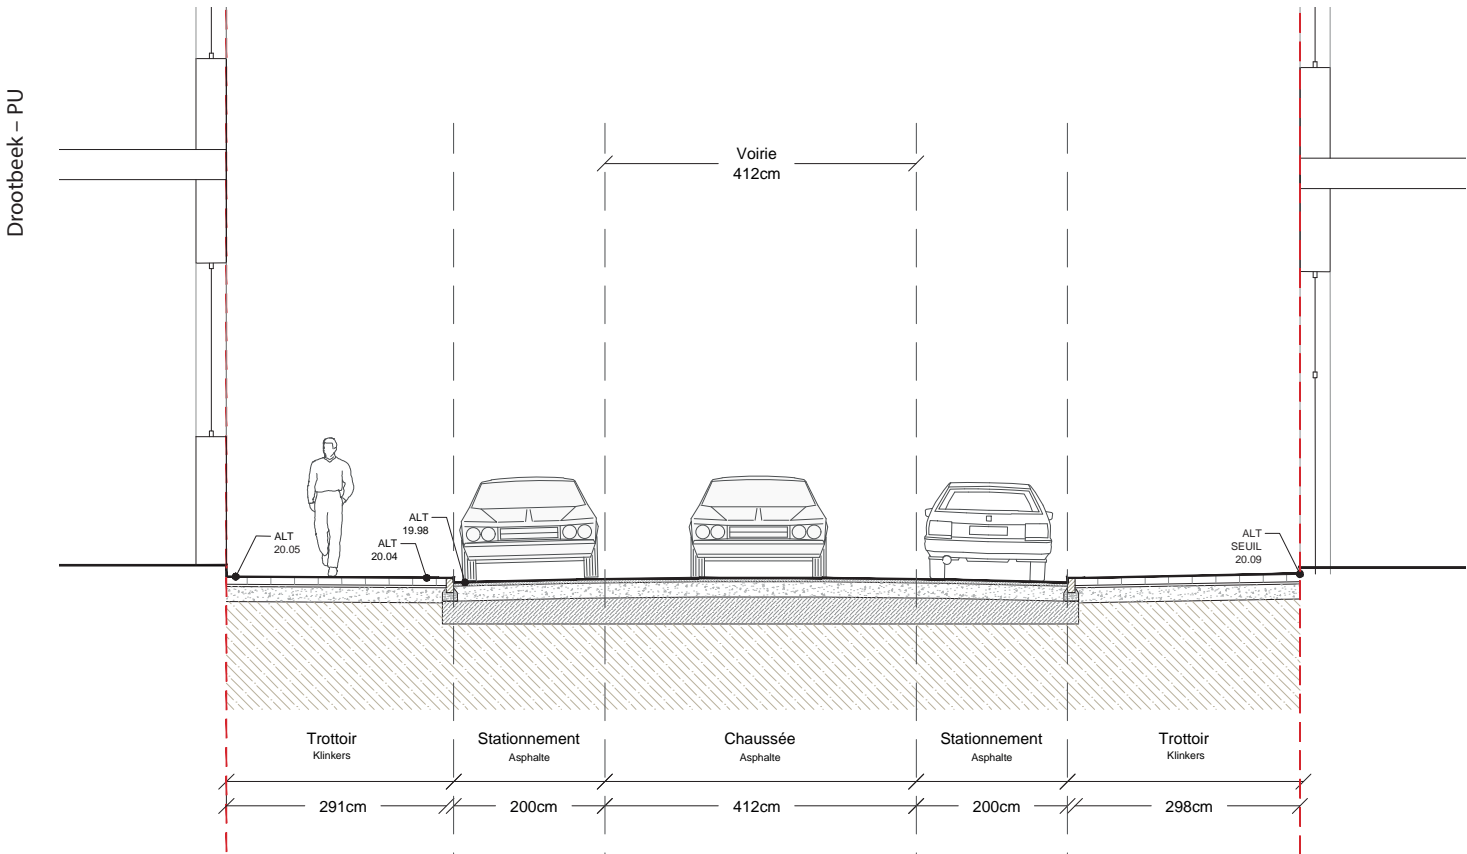 Drootbeek – PU
Voirie
412cm
ALT
20.05
ALT
20.04
ALT
19.98
ALT
SEUIL
20.09
Trottoir
Klinkers
Stationnement
Asphalte
Chaussée
Asphalte
Stationnement
Asphalte
Trottoir
Klinkers
291cm
200cm
412cm
200cm
298cm